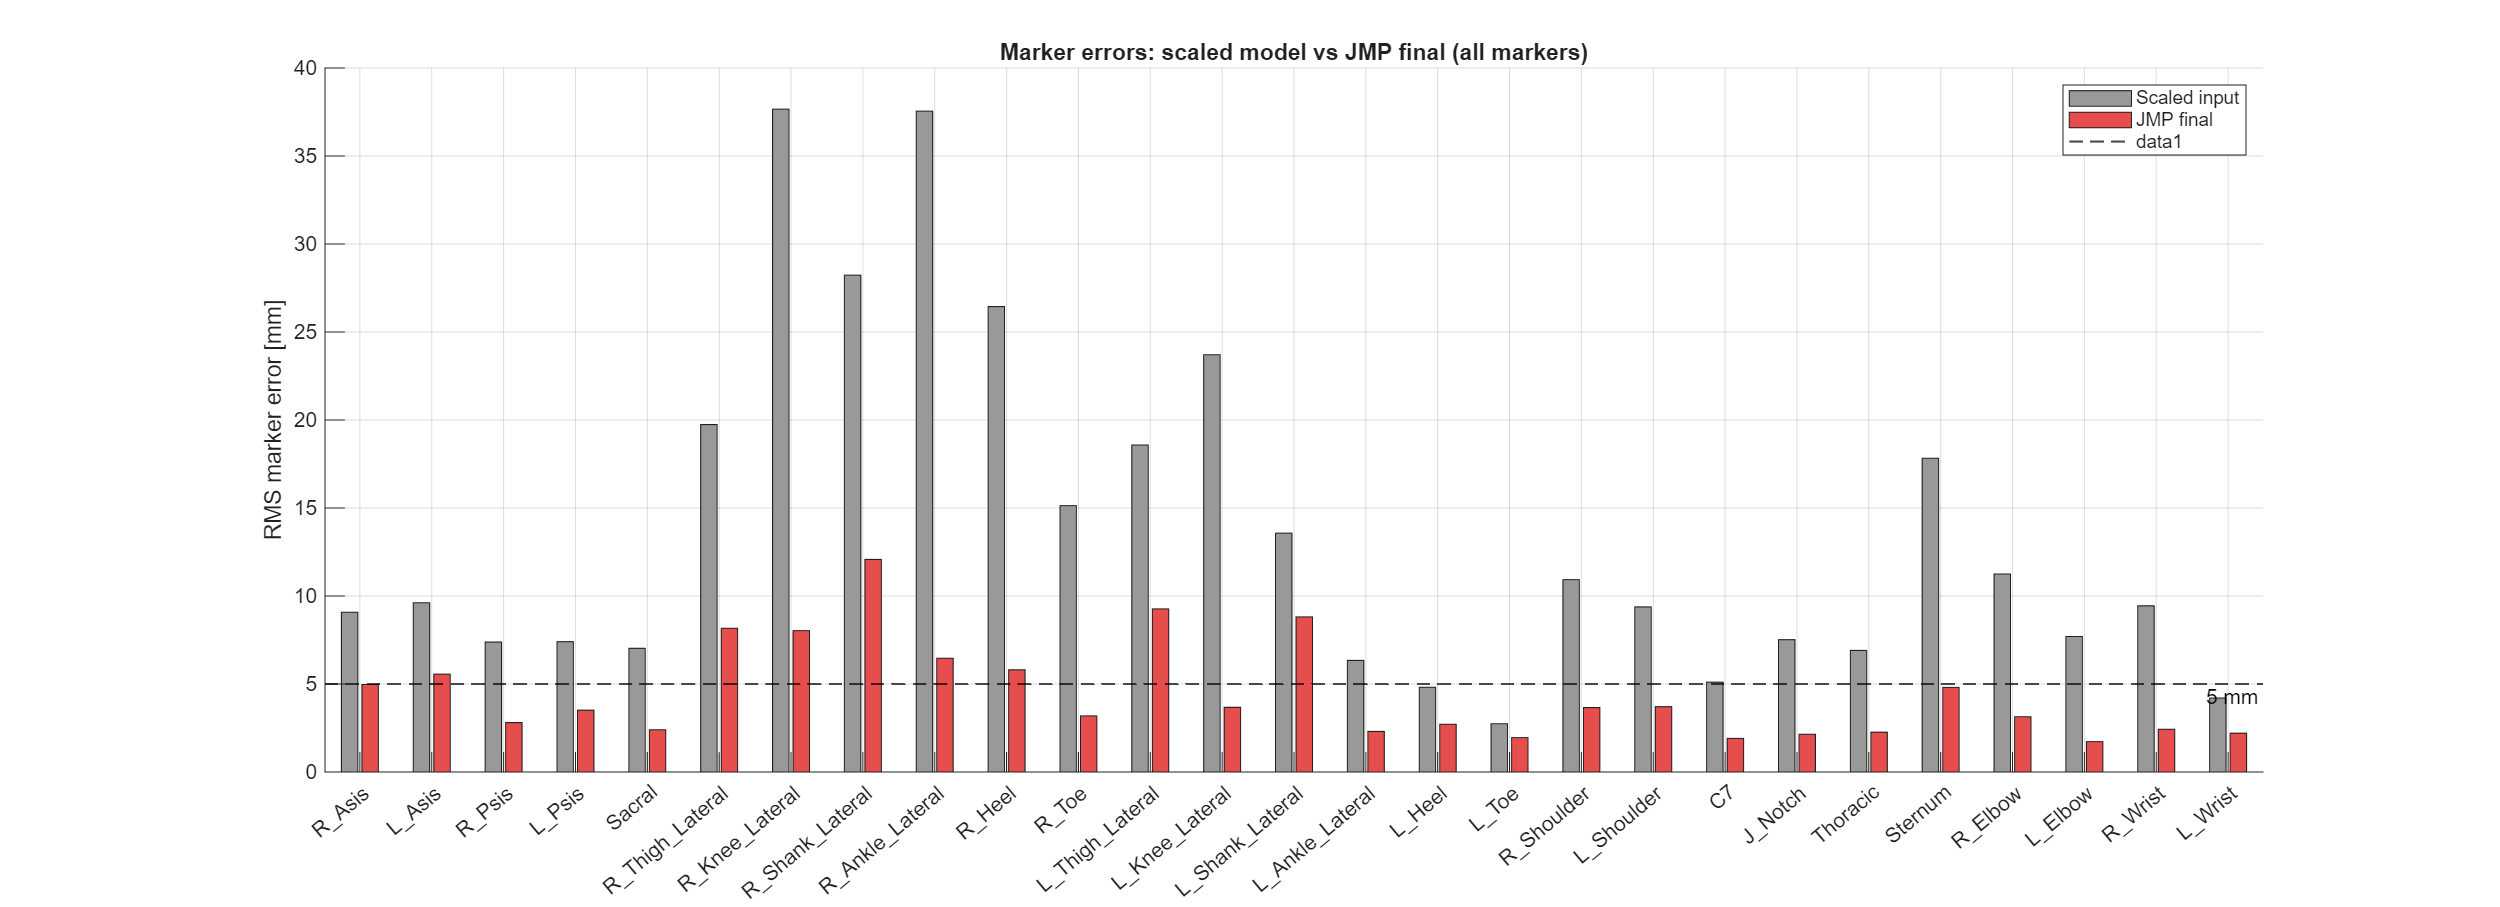 Marker errors: scaled model vs JMP final (all markers)
Scaled input
JMP final
data1
RMS marker error [mm]
40
35
30
25
20
15
10
5
0
5 mm
R_Asis
L_Asis
R_Psis
L_Psis
Sacral
R_Thigh_Lateral
R_Knee_Lateral
R_Shank_Lateral
R_Ankle_Lateral
R_Heel
R_Toe
L_Thigh_Lateral
L_Knee_Lateral
L_Shank_Lateral
L_Ankle_Lateral
L_Heel
L_Toe
R_Shoulder
L_Shoulder
C7
J_Notch
Thoracic
Sternum
R_Elbow
L_Elbow
R_Wrist
L_Wrist